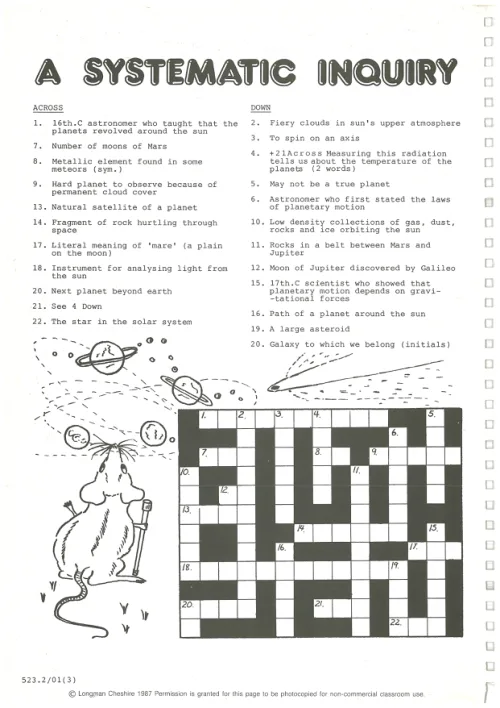 A SYSTEMATIC INQUIRY
ACROSS
1. 16th.C astronomer who taught that the
planets revolved around the sun
7. Number of moons of Mars
8. Metallic element found in some
meteors (sym.)
9. Hard planet to observe because of
permanent cloud cover
13. Natural satellite of a planet
14. Fragment of rock hurtling through
space
17. Literal meaning of 'mare' (a plain
on the moon)
18. Instrument for analysing light from
the sun
20. Next planet beyond earth
21. See 4 Down
22. The star in the solar system
DOWN
2. Fiery clouds in sun's upper atmosphere
3. To spin on an axis
4. +21Across Measuring this radiation
tells us about the temperature of the
planets (2 words)
5. May not be a true planet
6. Astronomer who first stated the laws
of planetary motion
10. Low density collections of gas, dust,
rocks and ice orbiting the sun
11. Rocks in a belt between Mars and
Jupiter
12. Moon of Jupiter discovered by Galileo
15. 17th.C scientist who showed that
planetary motion depends on gravi-
-tational forces
16. Path of a planet around the sun
19. A large asteroid
20. Galaxy to which we belong (initials)
1. 2. 3. 4. 5.
6.
7. 8. 9.
10. 11.
12.
13.
14. 15.
16. 17.
18. 19.
20. 21.
22.
523.2/01(3)
© Longman Cheshire 1987 Permission is granted for this page to be photocopied for non-commercial classroom use.